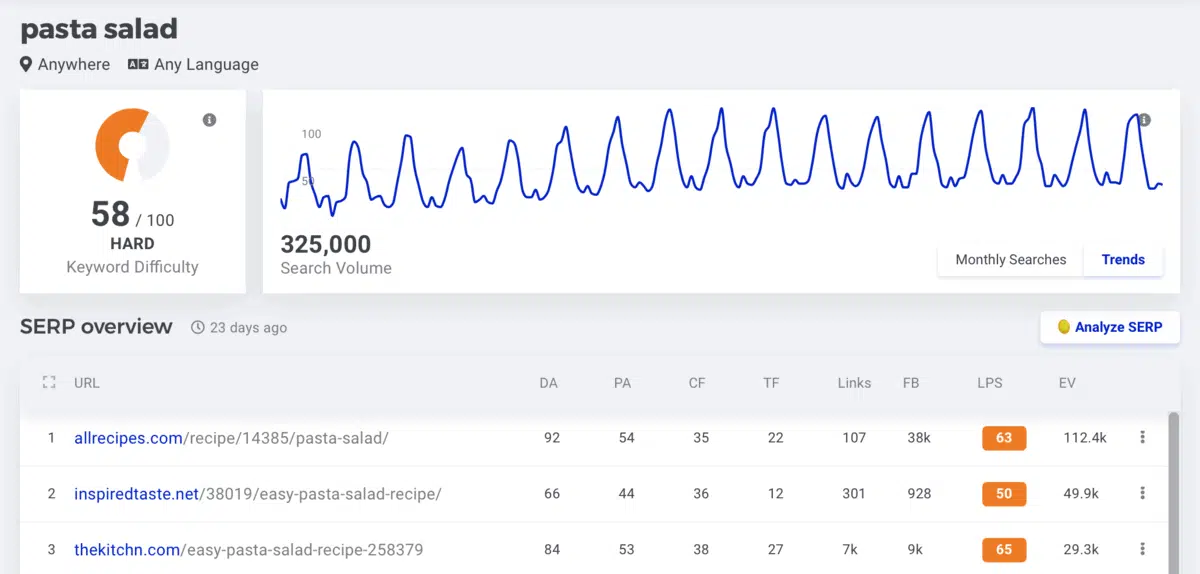 pasta salad
Anywhere Any Language
58 / 100
HARD
Keyword Difficulty
100
50
325,000
Search Volume
Monthly Searches Trends
SERP overview 23 days ago Analyze SERP
URL DA PA CF TF Links FB LPS EV
1 allrecipes.com/recipe/14385/pasta-salad/ 92 54 35 22 107 38k 63 112.4k
2 inspiredtaste.net/38019/easy-pasta-salad-recipe/ 66 44 36 12 301 928 50 49.9k
3 thekitchn.com/easy-pasta-salad-recipe-258379 84 53 38 27 7k 9k 65 29.3k